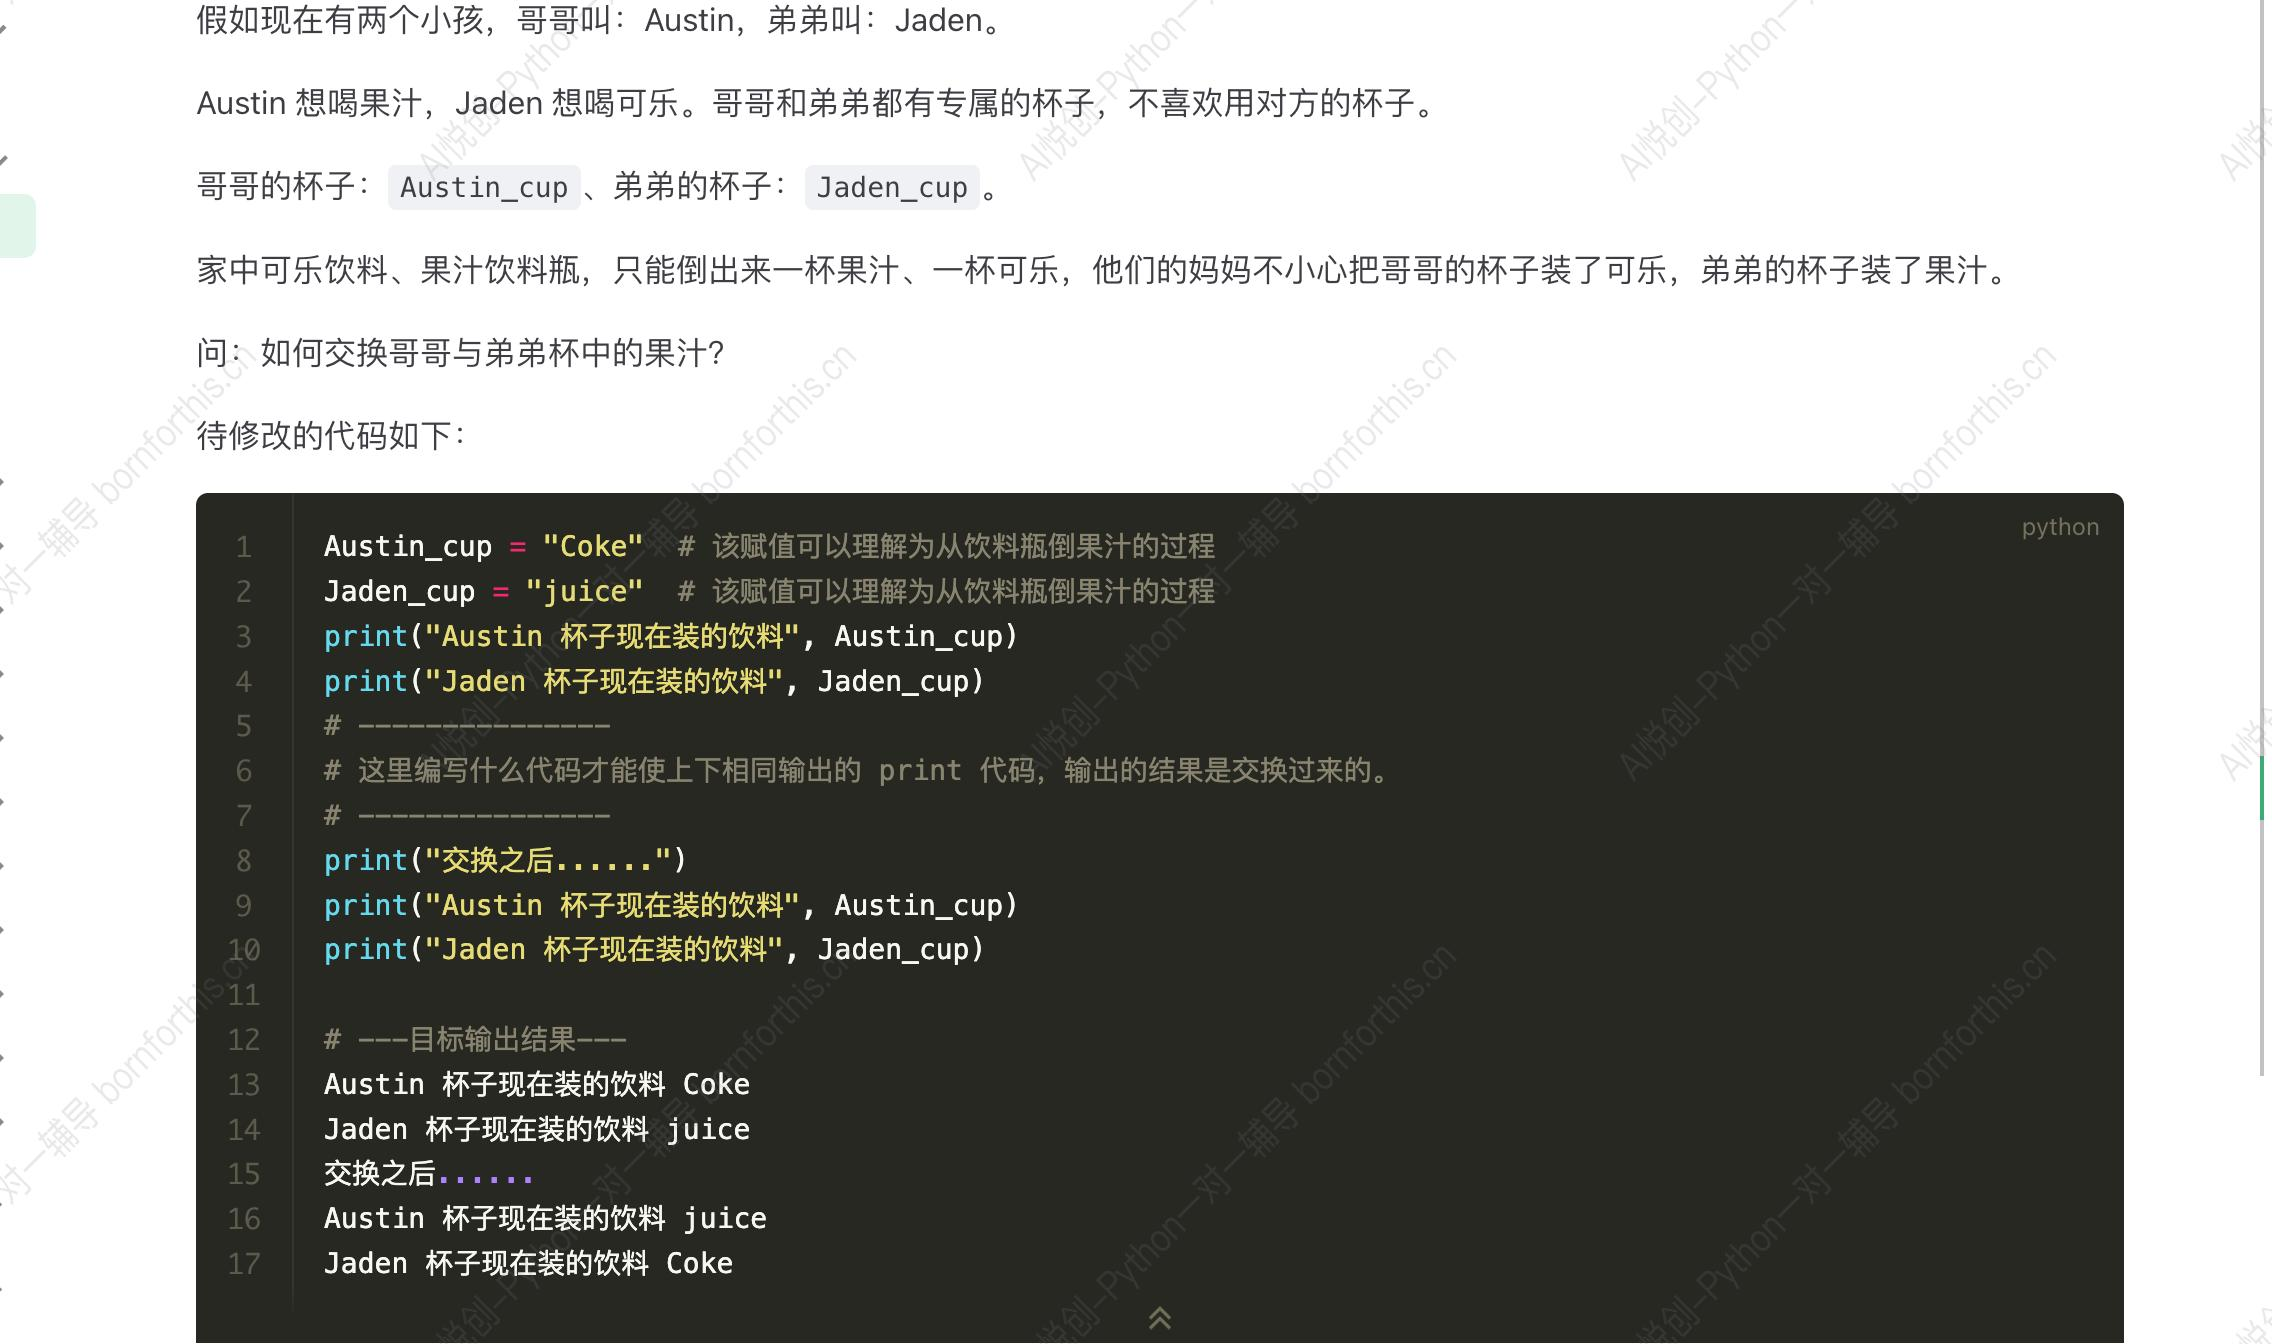 假如现在有两个小孩，哥哥叫：Austin，弟弟叫：Jaden。
Austin 想喝果汁，Jaden 想喝可乐。哥哥和弟弟都有专属的杯子，不喜欢用对方的杯子。
哥哥的杯子： Austin_cup 、弟弟的杯子： Jaden_cup 。
家中可乐饮料、果汁饮料瓶，只能倒出来一杯果汁、一杯可乐，他们的妈妈不小心把哥哥的杯子装了可乐，弟弟的杯子装了果汁。
问：如何交换哥哥与弟弟杯中的果汁？
待修改的代码如下：
python
1 Austin_cup = "Coke"  # 该赋值可以理解为从饮料瓶倒果汁的过程
2 Jaden_cup = "juice"  # 该赋值可以理解为从饮料瓶倒果汁的过程
3 print("Austin 杯子现在装的饮料", Austin_cup)
4 print("Jaden 杯子现在装的饮料", Jaden_cup)
5 # ---------------
6 # 这里编写什么代码才能使上下相同输出的 print 代码，输出的结果是交换过来的。
7 # ---------------
8 print("交换之后......")
9 print("Austin 杯子现在装的饮料", Austin_cup)
10 print("Jaden 杯子现在装的饮料", Jaden_cup)
11
12 # ---目标输出结果---
13 Austin 杯子现在装的饮料 Coke
14 Jaden 杯子现在装的饮料 juice
15 交换之后......
16 Austin 杯子现在装的饮料 juice
17 Jaden 杯子现在装的饮料 Coke
AI悦创-Python一对一辅导 bornforthis.cn